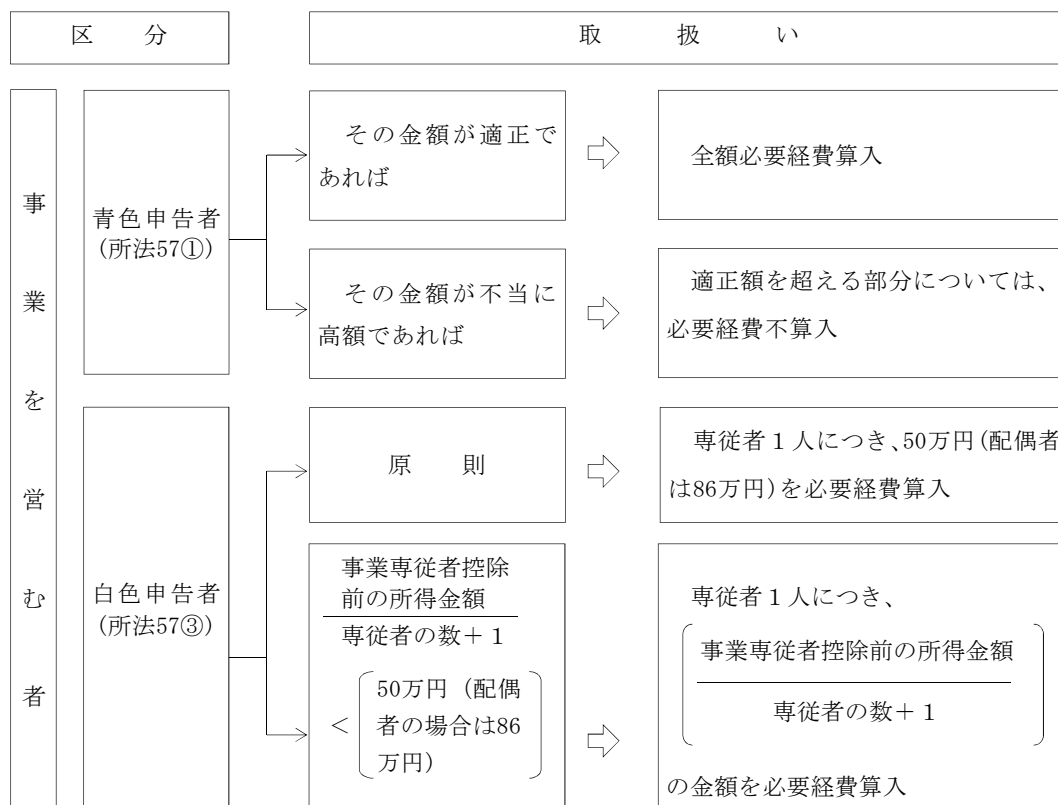 区　分
取　扱　い
事業を営む者
青色申告者
(所法57①)
その金額が適正で
あれば
全額必要経費算入
その金額が不当に
高額であれば
適正額を超える部分については、
必要経費不算入
白色申告者
(所法57③)
原　則
専従者１人につき、50万円(配偶者
は86万円)を必要経費算入
事業専従者控除
前の所得金額
専従者の数＋１
＜
50万円（配偶
者の場合は86
万円）
専従者１人につき、
事業専従者控除前の所得金額
専従者の数＋１
の金額を必要経費算入